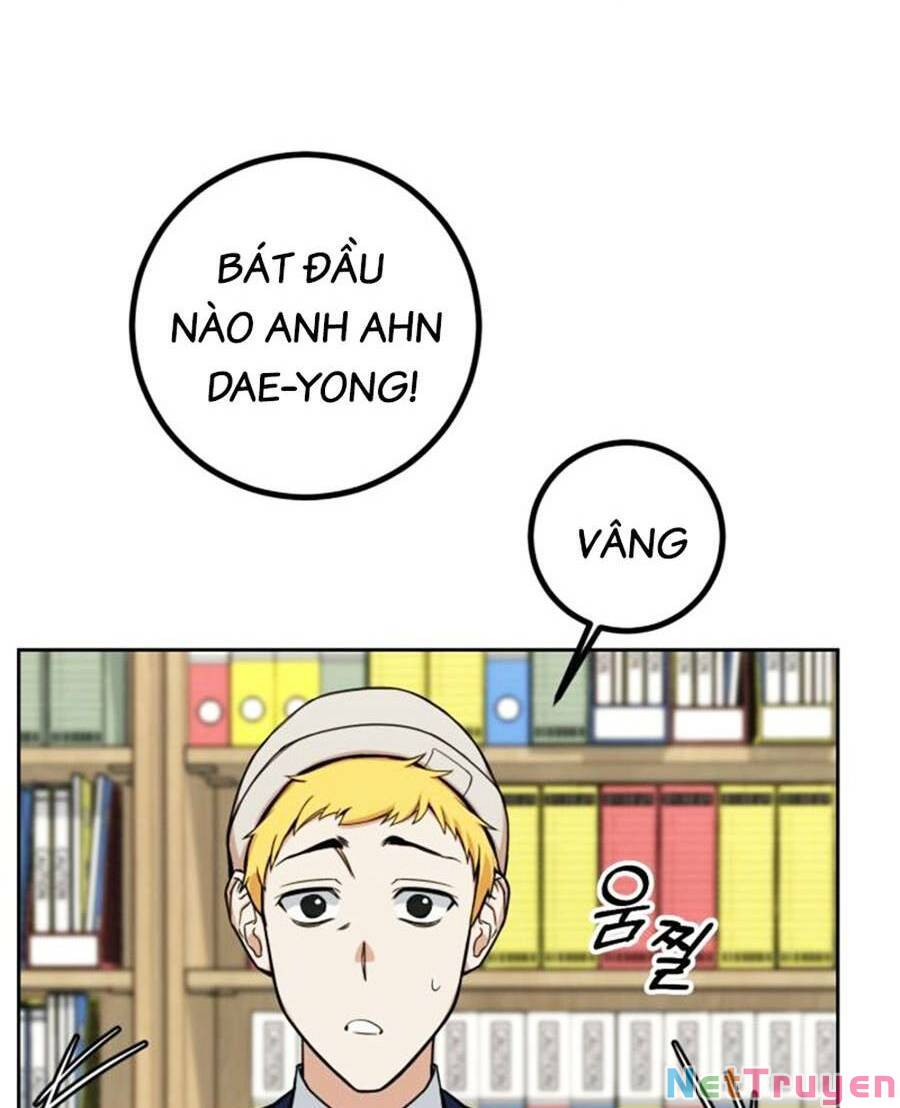 BÁT ĐẦU
NÀO ANH AHN
DAE-YONG!
VÂNG
움찔
NetTruyen